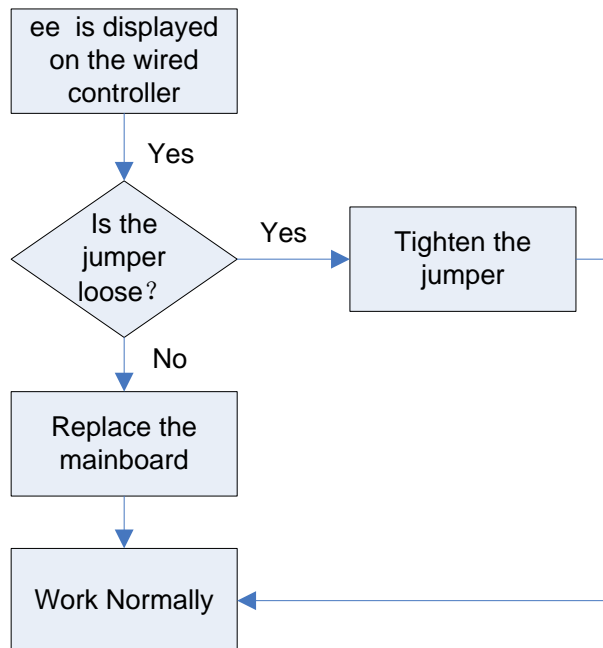 ee  is displayed
on the wired
controller
Yes
Is the
jumper
loose？
Yes
Tighten the
jumper
No
Replace the
mainboard
Work Normally